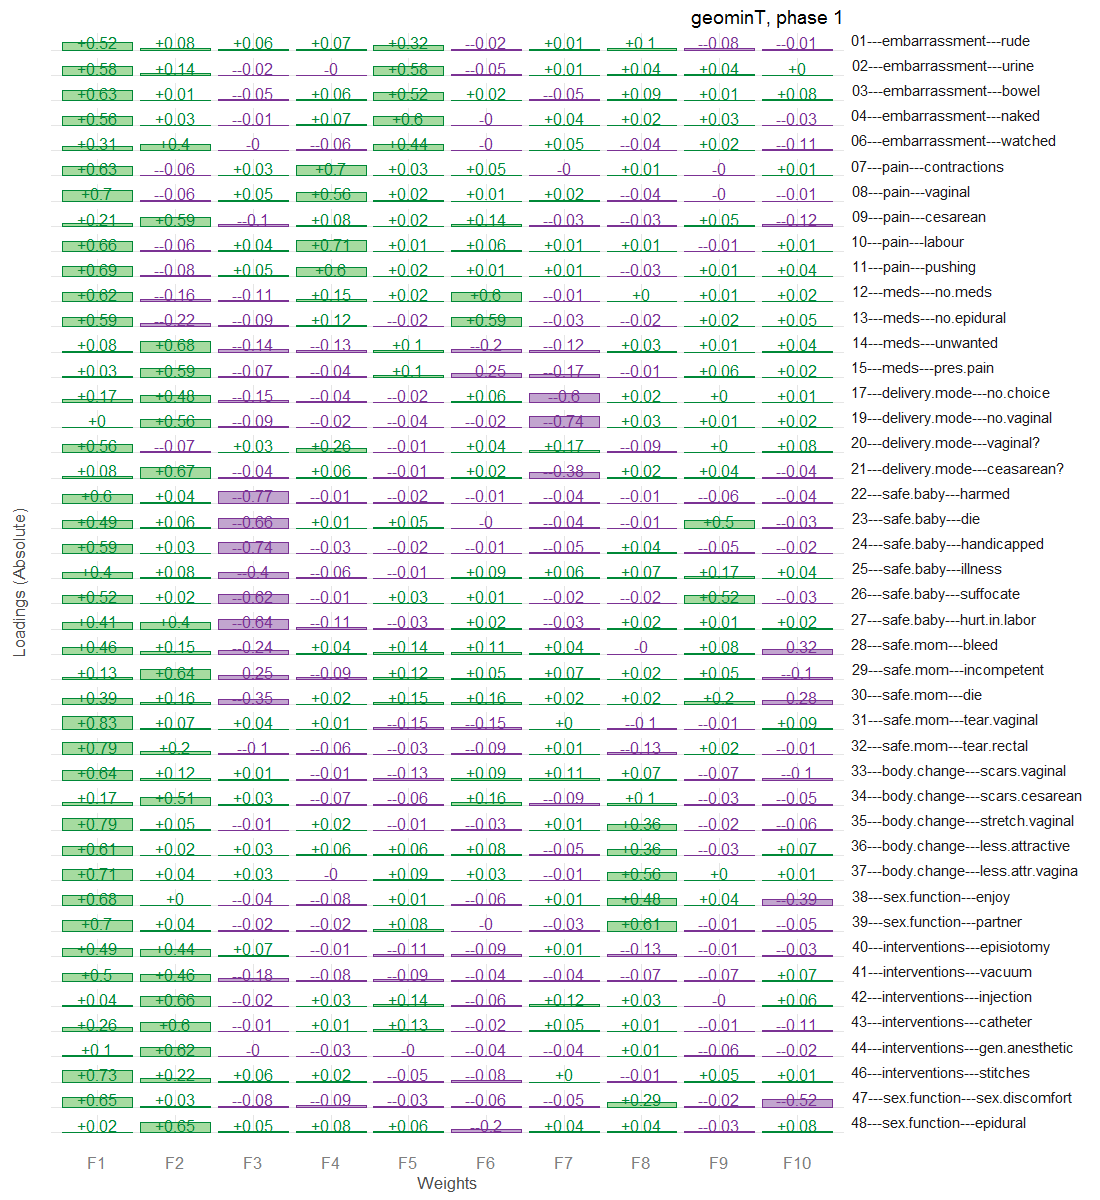 geominT, phase 1
+0.52 +0.08 +0.06 +0.07 +0.32 --0.02 +0.01 +0.1 --0.08 --0.01 01---embarrassment---rude
+0.58 +0.14 --0.02 -0 +0.58 --0.05 +0.01 +0.04 +0.04 +0 02---embarrassment---urine
+0.63 +0.01 --0.05 +0.06 +0.52 +0.02 --0.05 +0.09 +0.01 +0.08 03---embarrassment---bowel
+0.56 +0.03 --0.01 +0.07 +0.6 -0 +0.04 +0.02 +0.03 --0.03 04---embarrassment---naked
+0.31 +0.4 -0 --0.06 +0.44 -0 +0.05 --0.04 +0.02 --0.11 06---embarrassment---watched
+0.63 --0.06 +0.03 +0.7 +0.03 +0.05 -0 +0.01 -0 +0.01 07---pain---contractions
+0.7 --0.06 +0.05 +0.56 +0.02 +0.01 +0.02 --0.04 -0 --0.01 08---pain---vaginal
+0.21 +0.59 --0.1 +0.08 +0.02 +0.14 --0.03 --0.03 +0.05 --0.12 09---pain---cesarean
+0.66 --0.06 +0.04 +0.71 +0.01 +0.06 +0.01 +0.01 --0.01 +0.01 10---pain---labour
+0.69 --0.08 +0.05 +0.6 +0.02 +0.01 +0.01 --0.03 +0.01 +0.04 11---pain---pushing
+0.62 --0.16 --0.11 +0.15 +0.02 +0.6 --0.01 +0 +0.01 +0.02 12---meds---no.meds
+0.59 --0.22 --0.09 +0.12 --0.02 +0.59 --0.03 --0.02 +0.02 +0.05 13---meds---no.epidural
+0.08 +0.68 --0.14 --0.13 +0.1 --0.2 --0.12 +0.03 +0.01 +0.04 14---meds---unwanted
+0.03 +0.59 --0.07 --0.04 +0.1 --0.25 --0.17 --0.01 +0.06 +0.02 15---meds---pres.pain
+0.17 +0.48 --0.15 --0.04 --0.02 +0.06 --0.6 +0.02 +0 +0.01 17---delivery.mode---no.choice
+0 +0.56 --0.09 --0.02 --0.04 --0.02 --0.74 +0.03 +0.01 +0.02 19---delivery.mode---no.vaginal
+0.56 --0.07 +0.03 +0.26 --0.01 +0.04 +0.17 --0.09 +0 +0.08 20---delivery.mode---vaginal?
+0.08 +0.67 --0.04 +0.06 --0.01 +0.02 --0.38 +0.02 +0.04 --0.04 21---delivery.mode---ceasarean?
+0.6 +0.04 --0.77 --0.01 --0.02 --0.01 --0.04 --0.01 --0.06 --0.04 22---safe.baby---harmed
+0.49 +0.06 --0.66 +0.01 +0.05 -0 --0.04 --0.01 +0.5 --0.03 23---safe.baby---die
+0.59 +0.03 --0.74 --0.03 --0.02 --0.01 --0.05 +0.04 --0.05 --0.02 24---safe.baby---handicapped
+0.4 +0.08 --0.4 --0.06 --0.01 +0.09 +0.06 +0.07 +0.17 +0.04 25---safe.baby---illness
+0.52 +0.02 --0.62 --0.01 +0.03 +0.01 --0.02 --0.02 +0.52 --0.03 26---safe.baby---suffocate
+0.41 +0.4 --0.64 --0.11 --0.03 +0.02 --0.03 +0.02 +0.01 +0.02 27---safe.baby---hurt.in.labor
+0.46 +0.15 --0.24 +0.04 +0.14 +0.11 +0.04 -0 +0.08 --0.32 28---safe.mom---bleed
+0.13 +0.64 --0.25 --0.09 +0.12 +0.05 +0.07 +0.02 +0.05 --0.1 29---safe.mom---incompetent
+0.39 +0.16 --0.35 +0.02 +0.15 +0.16 +0.02 +0.02 +0.2 --0.28 30---safe.mom---die
+0.83 +0.07 +0.04 +0.01 --0.15 --0.15 +0 --0.1 --0.01 +0.09 31---safe.mom---tear.vaginal
+0.79 +0.2 --0.1 --0.06 --0.03 --0.09 +0.01 --0.13 +0.02 --0.01 32---safe.mom---tear.rectal
+0.64 +0.12 +0.01 --0.01 --0.13 +0.09 +0.11 +0.07 --0.07 --0.1 33---body.change---scars.vaginal
+0.17 +0.51 +0.03 --0.07 --0.06 +0.16 --0.09 +0.1 --0.03 --0.05 34---body.change---scars.cesarean
+0.79 +0.05 --0.01 +0.02 --0.01 --0.03 +0.01 +0.36 --0.02 --0.06 35---body.change---stretch.vaginal
+0.61 +0.02 +0.03 +0.06 +0.06 +0.08 --0.05 +0.36 --0.03 +0.07 36---body.change---less.attractive
+0.71 +0.04 +0.03 -0 +0.09 +0.03 --0.01 +0.56 +0 +0.01 37---body.change---less.attr.vagina
+0.68 +0 --0.04 --0.08 +0.01 --0.06 +0.01 +0.48 +0.04 --0.39 38---sex.function---enjoy
+0.7 +0.04 --0.02 --0.02 +0.08 -0 --0.03 +0.61 --0.01 --0.05 39---sex.function---partner
+0.49 +0.44 +0.07 --0.01 --0.11 --0.09 +0.01 --0.13 --0.01 --0.03 40---interventions---episiotomy
+0.5 +0.46 --0.18 --0.08 --0.09 --0.04 --0.04 --0.07 --0.07 +0.07 41---interventions---vacuum
+0.04 +0.66 --0.02 +0.03 +0.14 --0.06 +0.12 +0.03 -0 +0.06 42---interventions---injection
+0.26 +0.6 --0.01 +0.01 +0.13 --0.02 +0.05 +0.01 --0.01 --0.11 43---interventions---catheter
+0.1 +0.62 -0 --0.03 -0 --0.04 --0.04 +0.01 --0.06 --0.02 44---interventions---gen.anesthetic
+0.73 +0.22 +0.06 +0.02 --0.05 --0.08 +0 --0.01 +0.05 +0.01 46---interventions---stitches
+0.65 +0.03 --0.08 --0.09 --0.03 --0.06 --0.05 +0.29 --0.02 --0.52 47---sex.function---sex.discomfort
+0.02 +0.65 +0.05 +0.08 +0.06 --0.2 +0.04 +0.04 --0.03 +0.08 48---sex.function---epidural
Loadings (Absolute)
F1 F2 F3 F4 F5 F6 F7 F8 F9 F10
Weights